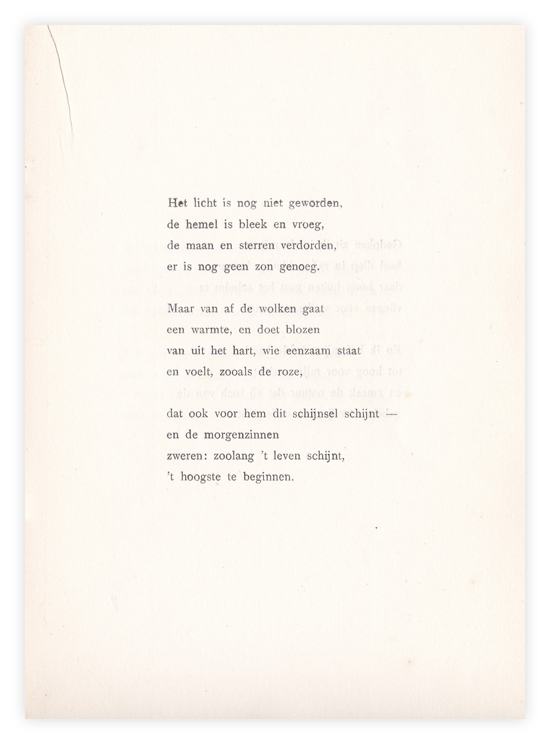 Het licht is nog niet geworden,
de hemel is bleek en vroeg,
de maan en sterren verdorden,
er is nog geen zon genoeg.
Maar van af de wolken gaat
een warmte, en doet blozen
van uit het hart, wie eenzaam staat
en voelt, zooals de roze,
dat ook voor hem dit schijnsel schijnt —
en de morgenzinnen
zweren: zoolang 't leven schijnt,
't hoogste te beginnen.